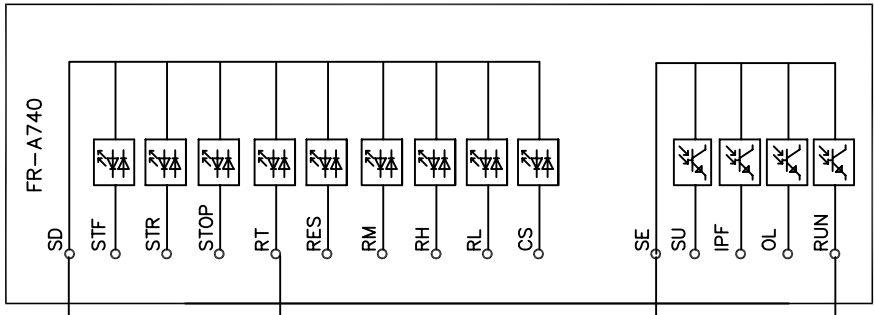 FR-A740
SD
STF
STR
STOP
RT
RES
RM
RH
RL
CS
SE
SU
IPF
OL
RUN